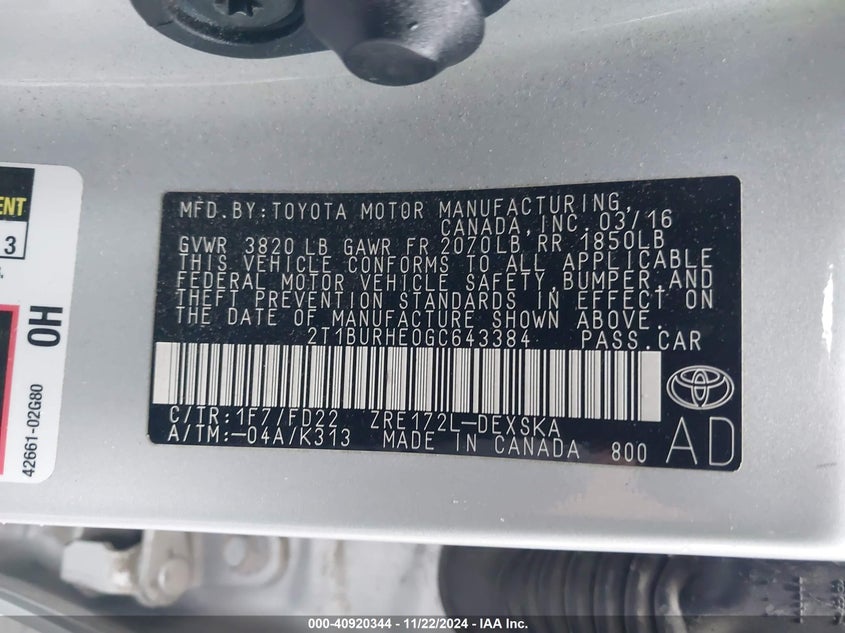 MFD.BY:TOYOTA MOTOR MANUFACTURING,
CANADA,INC. 03/16
GVWR 3820 LB GAWR FR 2070LB RR 1850LB
THIS VEHICLE CONFORMS TO ALL APPLICABLE
FEDERAL MOTOR VEHICLE SAFETY,BUMPER,AND
THEFT PREVENTION STANDARDS IN EFFECT ON
THE DATE OF MANUFACTURE SHOWN ABOVE.
2T1BURHE0GC643384 PASS.CAR
C/TR:1F7/FD22 ZRE172L-DEXSKA
A/TM:-04A/K313 MADE IN CANADA 800
AD
ENT
3
OH
42661-02G80
000-40920344 - 11/22/2024 - IAA Inc.